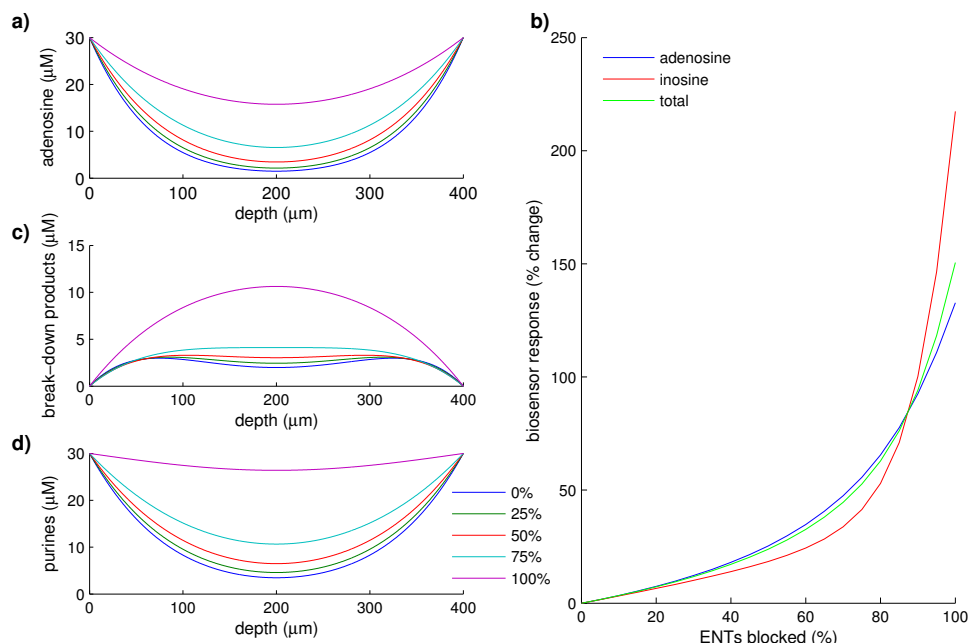 a)
30
20
10
0
adenosine (μM)
0 100 200 300 400
depth (μm)
c)
15
10
5
0
break−down products (μM)
0 100 200 300 400
depth (μm)
d)
30
20
10
0
purines (μM)
0 100 200 300 400
depth (μm)
0%
25%
50%
75%
100%
b)
250
200
150
100
50
0
biosensor response (% change)
adenosine
inosine
total
0 20 40 60 80 100
ENTs blocked (%)